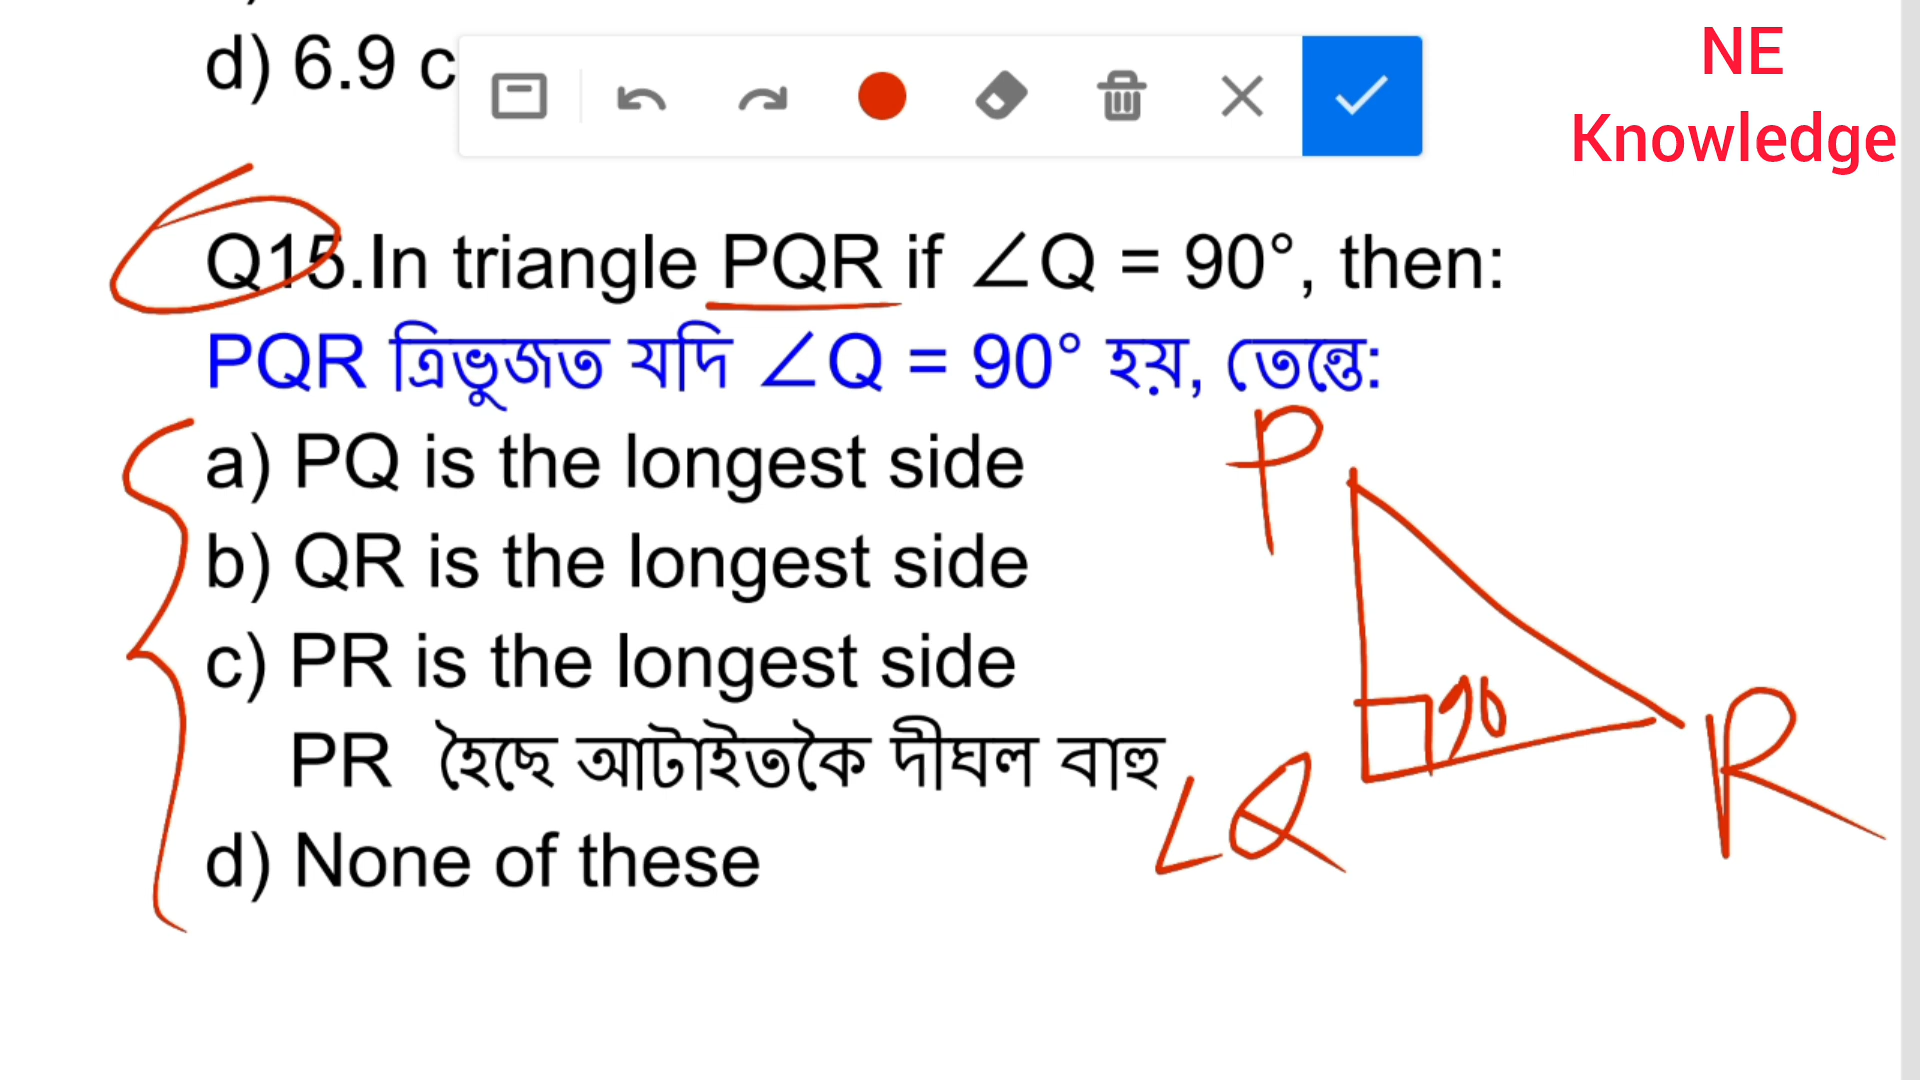 d) 6.9 c
NE
Knowledge
Q15.In triangle PQR if ∠Q = 90°, then:
PQR ত্ৰিভুজত যদি ∠Q = 90° হয়, তেন্তে:
a) PQ is the longest side
b) QR is the longest side
c) PR is the longest side
PR হৈছে আটাইতকৈ দীঘল বাহু
d) None of these
P
90
R
∠Q